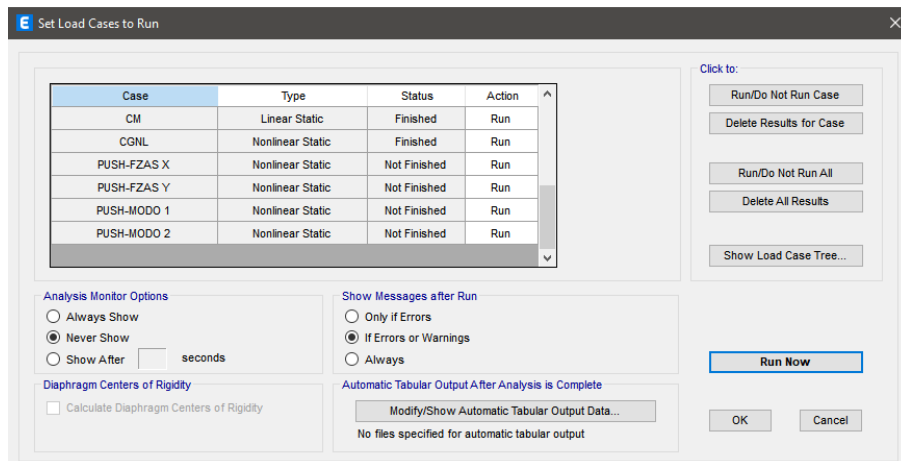 E Set Load Cases to Run
Case Type Status Action
CM Linear Static Finished Run
CGNL Nonlinear Static Finished Run
PUSH-FZAS X Nonlinear Static Not Finished Run
PUSH-FZAS Y Nonlinear Static Not Finished Run
PUSH-MODO 1 Nonlinear Static Not Finished Run
PUSH-MODO 2 Nonlinear Static Not Finished Run
Click to:
Run/Do Not Run Case
Delete Results for Case
Run/Do Not Run All
Delete All Results
Show Load Case Tree...
Analysis Monitor Options
Always Show
Never Show
Show After seconds
Show Messages after Run
Only if Errors
If Errors or Warnings
Always
Diaphragm Centers of Rigidity
Calculate Diaphragm Centers of Rigidity
Automatic Tabular Output After Analysis is Complete
Modify/Show Automatic Tabular Output Data...
No files specified for automatic tabular output
Run Now
OK Cancel